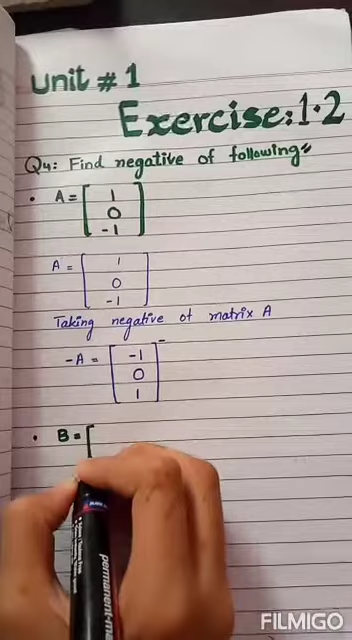 Unit # 1
Exercise: 1.2
Q4: Find negative of following:
• A = [ 1
0
-1 ]
A = [ 1
0
-1 ]
Taking negative of matrix A
-A = [ -1
0
1 ]
• B = [
permanent-ma
FILMIGO